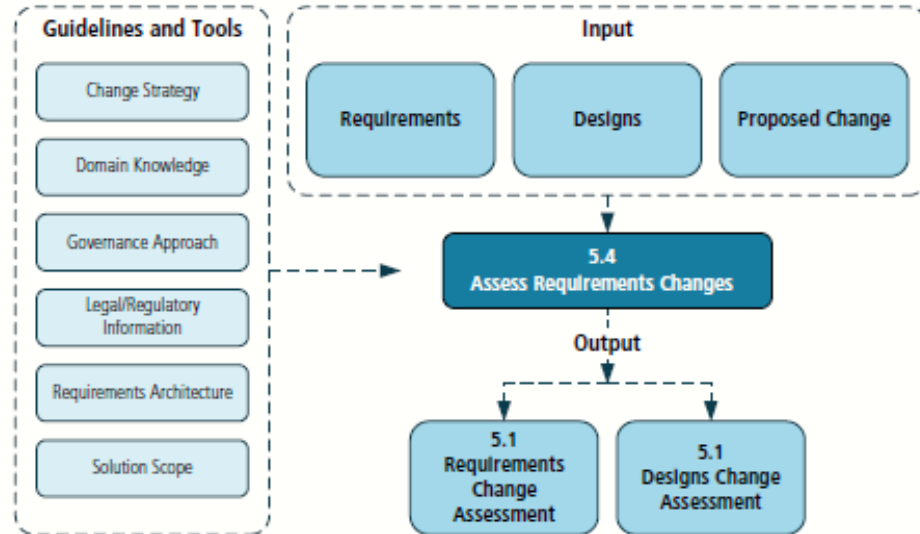 Guidelines and Tools
Change Strategy
Domain Knowledge
Governance Approach
Legal/Regulatory
Information
Requirements Architecture
Solution Scope
Input
Requirements
Designs
Proposed Change
5.4
Assess Requirements Changes
Output
5.1
Requirements
Change
Assessment
5.1
Designs Change
Assessment